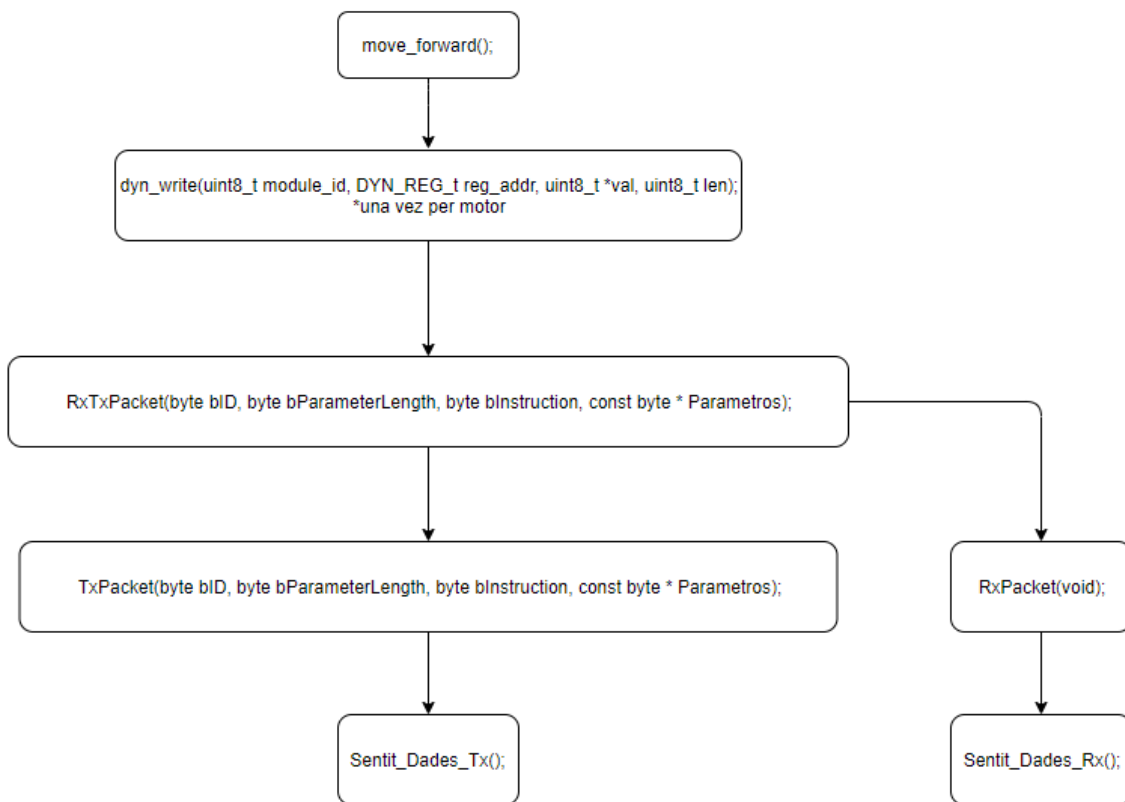 move_forward();
dyn_write(uint8_t module_id, DYN_REG_t reg_addr, uint8_t *val, uint8_t len);
*una vez per motor
RxTxPacket(byte bID, byte bParameterLength, byte bInstruction, const byte * Parametros);
TxPacket(byte bID, byte bParameterLength, byte bInstruction, const byte * Parametros);
RxPacket(void);
Sentit_Dades_Tx();
Sentit_Dades_Rx();